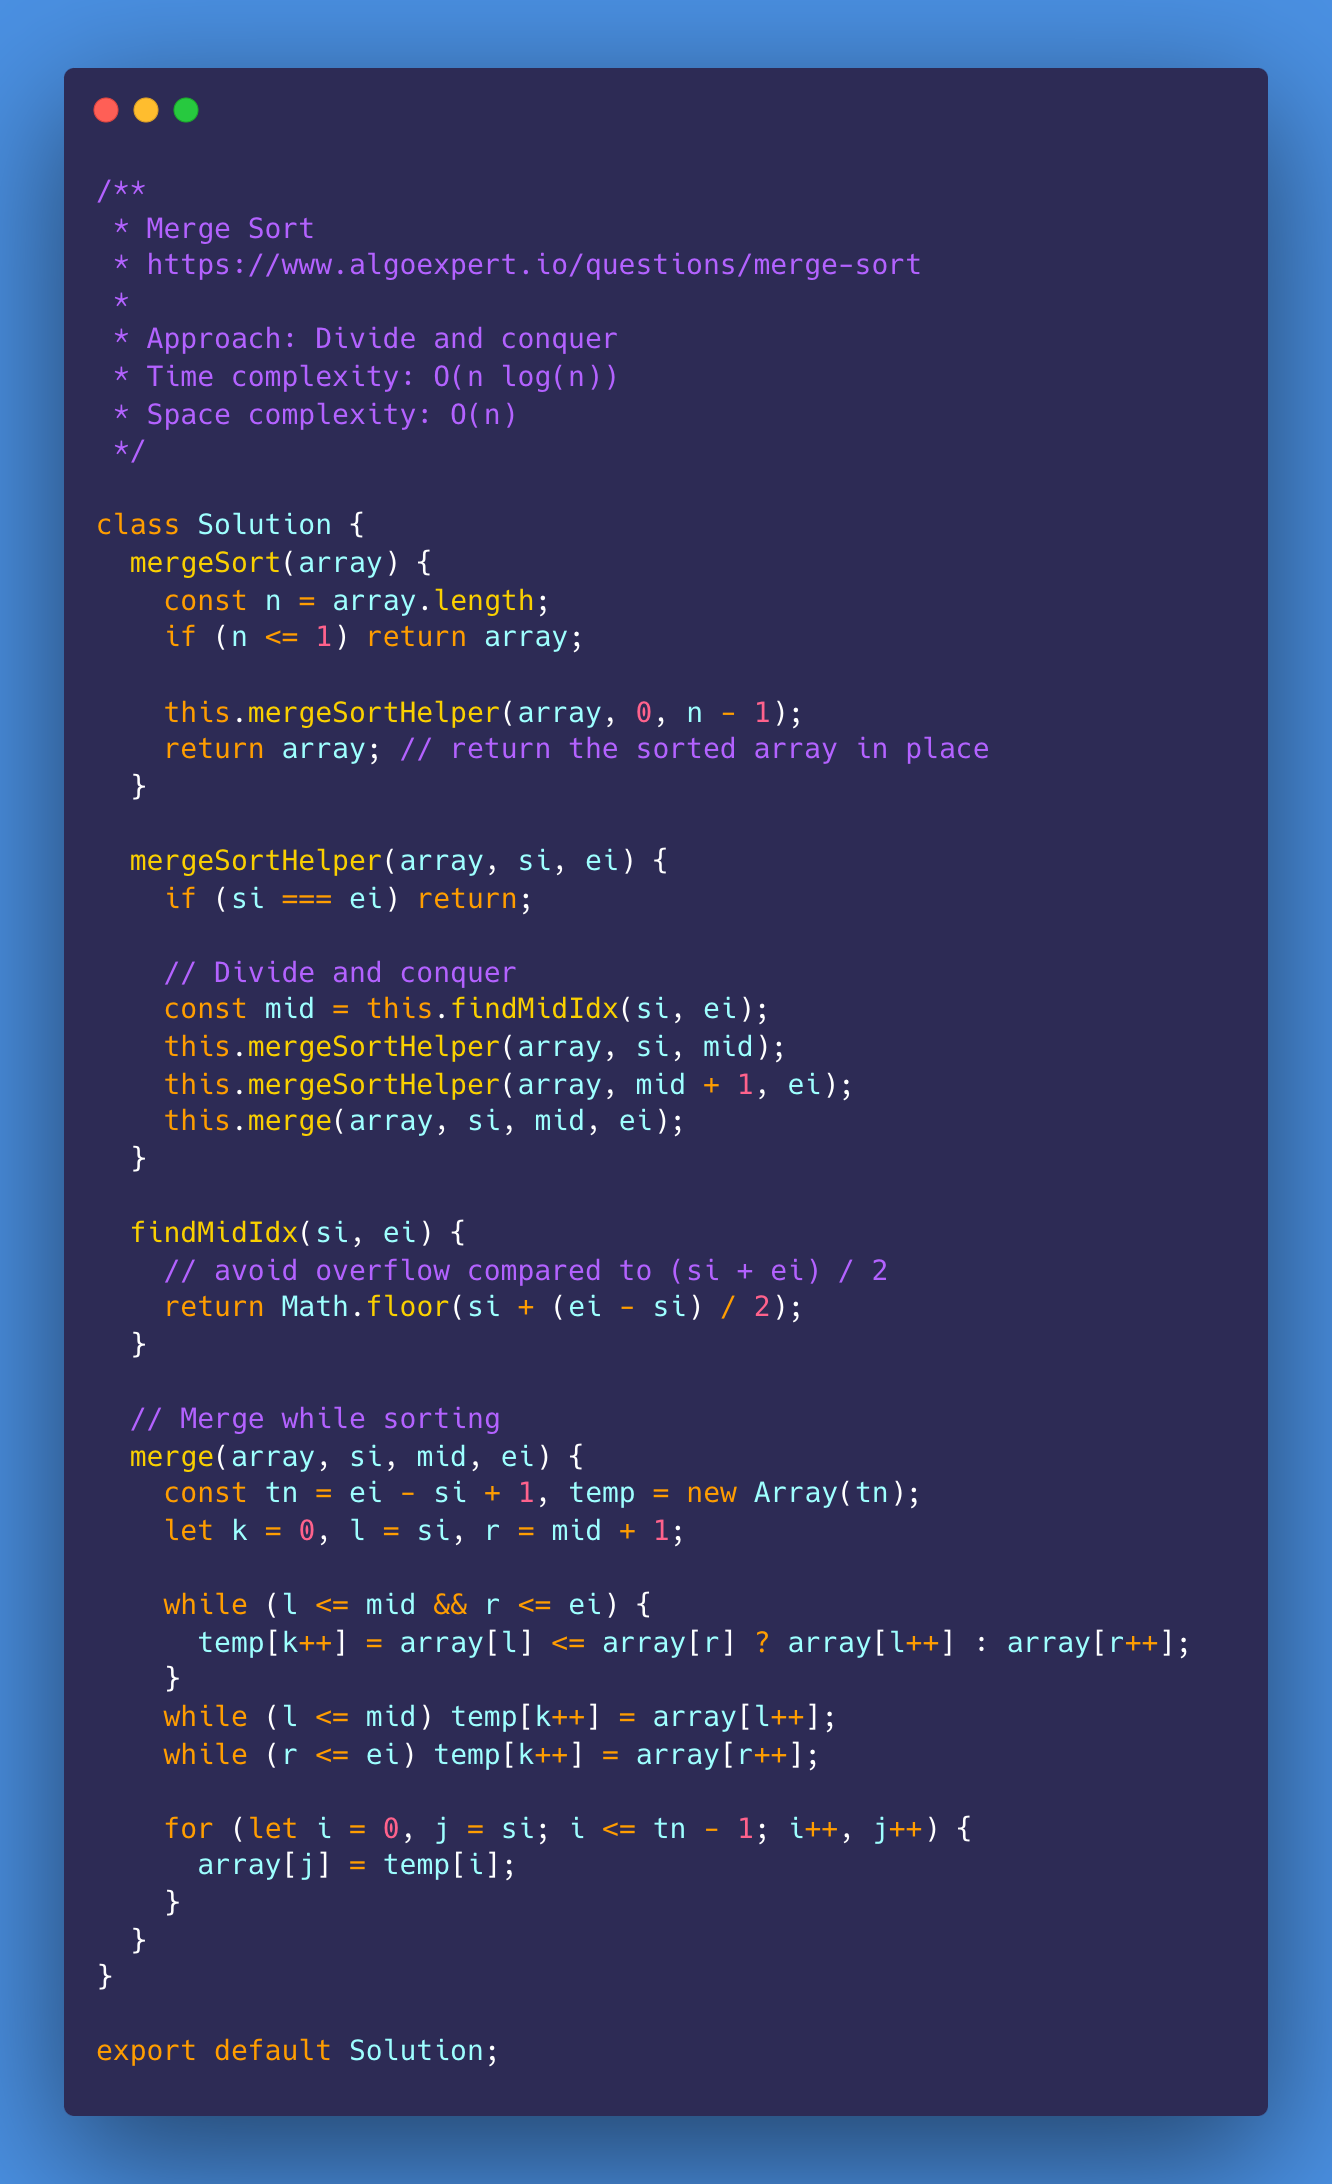 /**
 * Merge Sort
 * https://www.algoexpert.io/questions/merge-sort
 *
 * Approach: Divide and conquer
 * Time complexity: O(n log(n))
 * Space complexity: O(n)
 */

class Solution {
  mergeSort(array) {
    const n = array.length;
    if (n <= 1) return array;

    this.mergeSortHelper(array, 0, n - 1);
    return array; // return the sorted array in place
  }

  mergeSortHelper(array, si, ei) {
    if (si === ei) return;

    // Divide and conquer
    const mid = this.findMidIdx(si, ei);
    this.mergeSortHelper(array, si, mid);
    this.mergeSortHelper(array, mid + 1, ei);
    this.merge(array, si, mid, ei);
  }

  findMidIdx(si, ei) {
    // avoid overflow compared to (si + ei) / 2
    return Math.floor(si + (ei - si) / 2);
  }

  // Merge while sorting
  merge(array, si, mid, ei) {
    const tn = ei - si + 1, temp = new Array(tn);
    let k = 0, l = si, r = mid + 1;

    while (l <= mid && r <= ei) {
      temp[k++] = array[l] <= array[r] ? array[l++] : array[r++];
    }
    while (l <= mid) temp[k++] = array[l++];
    while (r <= ei) temp[k++] = array[r++];

    for (let i = 0, j = si; i <= tn - 1; i++, j++) {
      array[j] = temp[i];
    }
  }
}

export default Solution;